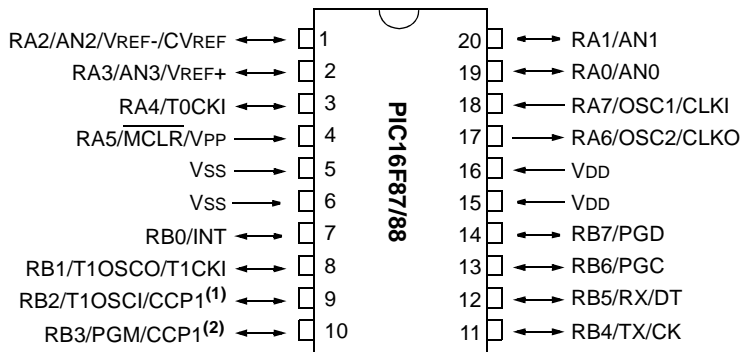 RA2/AN2/VREF-/CVREF 1 20 RA1/AN1
RA3/AN3/VREF+ 2 19 RA0/AN0
RA4/T0CKI 3 18 RA7/OSC1/CLKI
RA5/MCLR/VPP 4 17 RA6/OSC2/CLKO
VSS 5 16 VDD
VSS 6 15 VDD
RB0/INT 7 14 RB7/PGD
RB1/T1OSCO/T1CKI 8 13 RB6/PGC
RB2/T1OSCI/CCP1(1) 9 12 RB5/RX/DT
RB3/PGM/CCP1(2) 10 11 RB4/TX/CK
PIC16F87/88